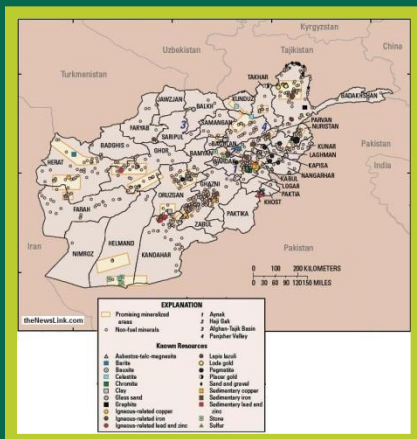 Kyrgyzstan
Uzbekistan
Tajikistan
China
Turkmenistan
TAKHAR
BADAKHSHAN
JAWZJAN
BALKH
KUNDUZ
FARYAB
SAMANGAN
PARVAN
NURISTAN
SARIPUL
BADGHIS
BAGHLAN
KUNAR
Pakistan
GHOR
BAMYAN
LAGHMAN
HERAT
KAPISA
India
KABUL
NANGARHAR
LOGAR
ORUZGAN
GHAZNI
PAKTIA
KHOST
FARAH
ZABUL
PAKTIKA
Iran
HELMAND
NIMROZ
KANDAHAR
Pakistan
0 100 200 KILOMETERS
0 30 60 90 120 150 MILES
theNewsLink.com
EXPLANATION
Promising mineralized areas
Non-fuel minerals
1 Aynak
2 Haji Gak
3 Afghan-Tajik Basin
4 Panjsher Valley
Known Resources
Asbestos-talc-magnesite
Barite
Bauxite
Celestite
Chromite
Clay
Glass sand
Graphite
Igneous-related copper
Igneous-related iron
Igneous-related lead and zinc
Lapis lazuli
Lode gold
Pegmatite
Placer gold
Sand and gravel
Sedimentary copper
Sedimentary iron
Sedimentary lead and zinc
Stone
Sulfur